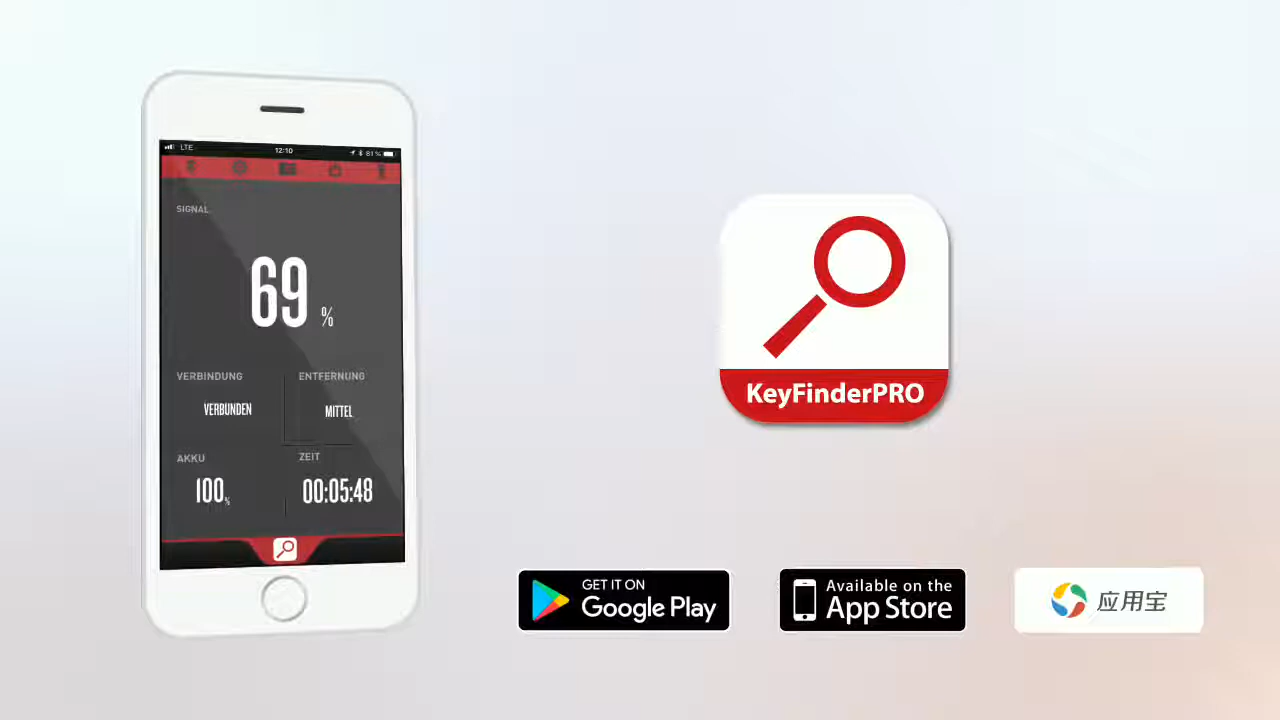 LTE 12:10 81 %
SIGNAL
69 %
VERBINDUNG ENTFERNUNG
VERBUNDEN MITTEL
AKKU ZEIT
100% 00:05:48
KeyFinderPRO
GET IT ON
Google Play
Available on the
App Store
应用宝